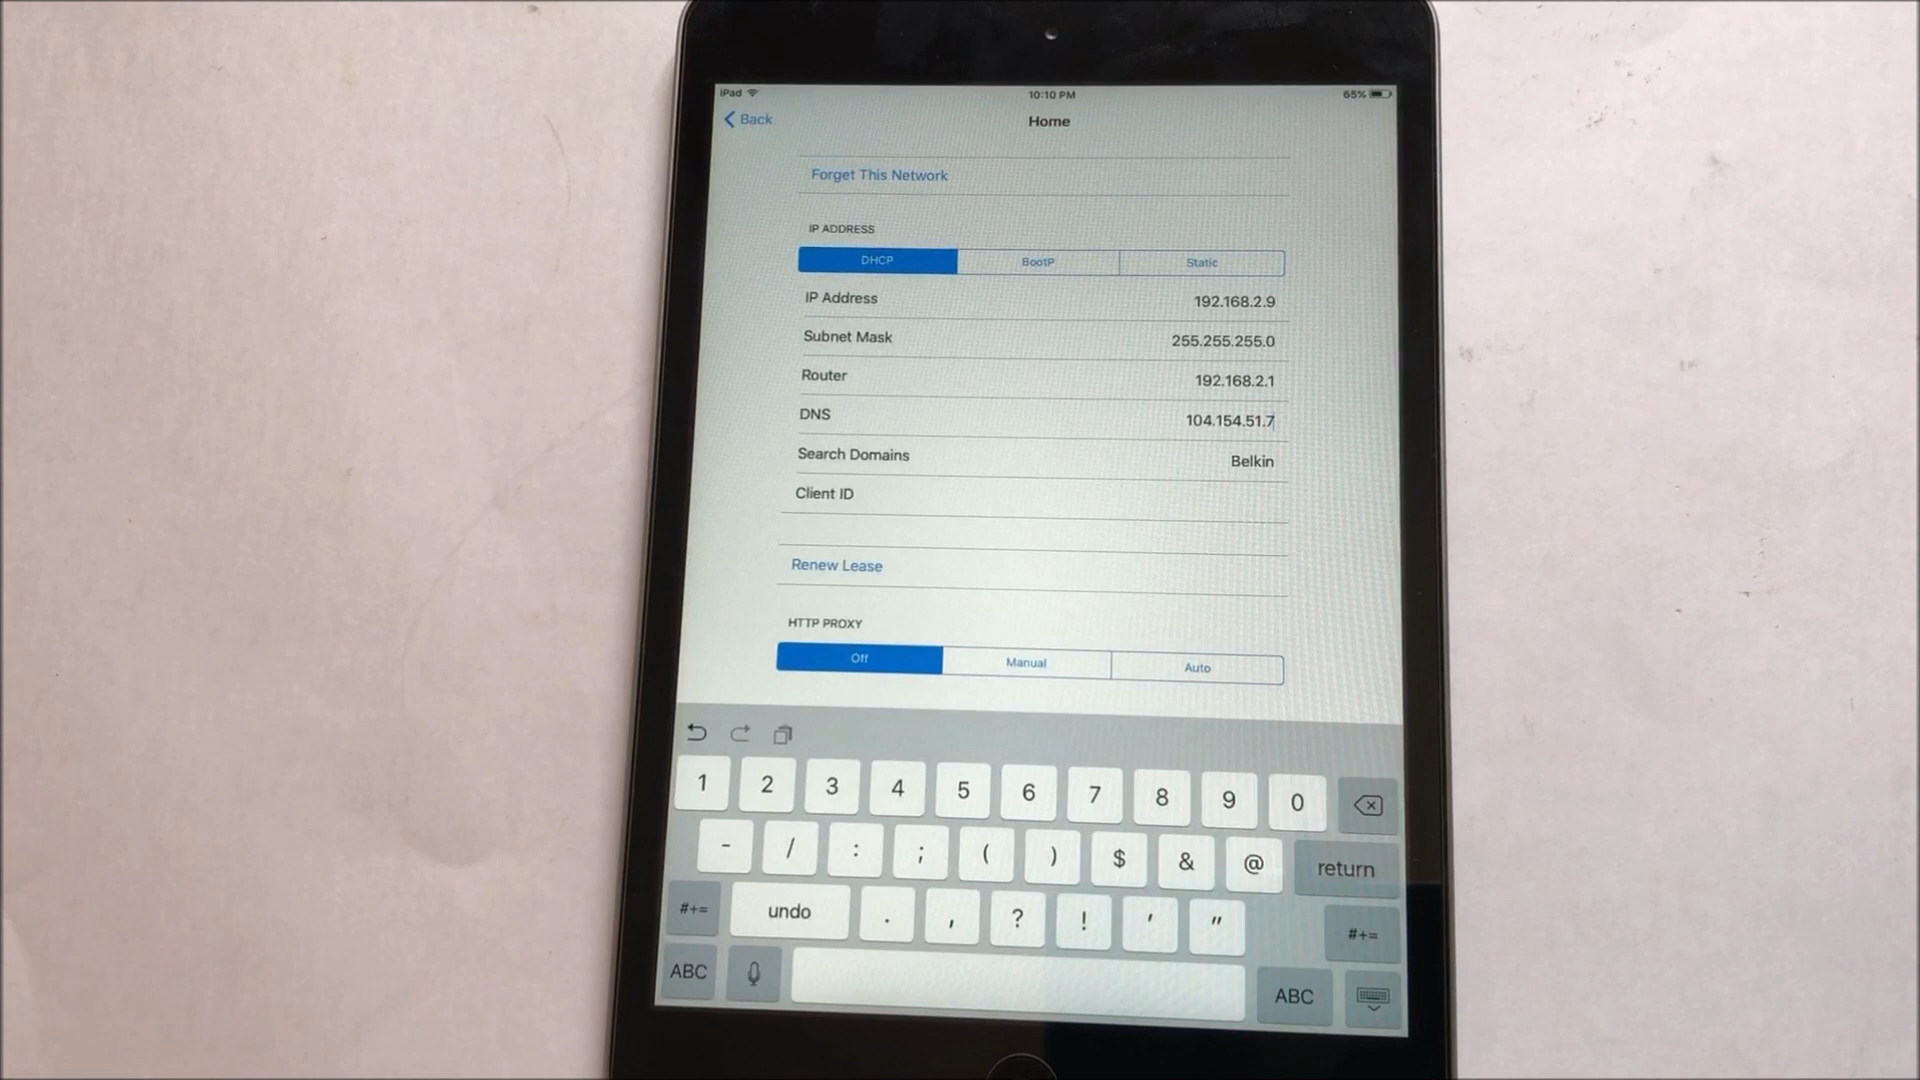 iPad 10:10 PM 65%
Back Home
Forget This Network
IP ADDRESS
DHCP BootP Static
IP Address 192.168.2.9
Subnet Mask 255.255.255.0
Router 192.168.2.1
DNS 104.154.51.7
Search Domains Belkin
Client ID
Renew Lease
HTTP PROXY
Off Manual Auto
1 2 3 4 5 6 7 8 9 0
- / : ; ( ) $ & @ return
#+= undo . , ? ! ' " #+=
ABC ABC